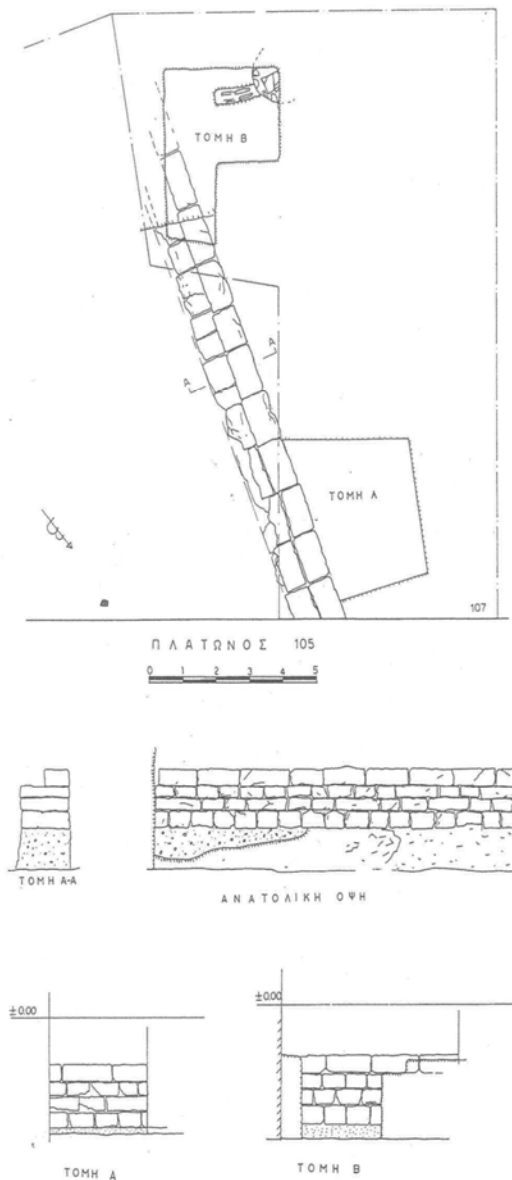 ΤΟΜΗ Β
Α
Α
ΤΟΜΗ Α
Β
107
ΠΛΑΤΩΝΟΣ 105
0 1 2 3 4 5
ΤΟΜΗ Α-Α
ΑΝΑΤΟΛΙΚΗ ΟΨΗ
±0.00
±0.00
ΤΟΜΗ Α
ΤΟΜΗ Β